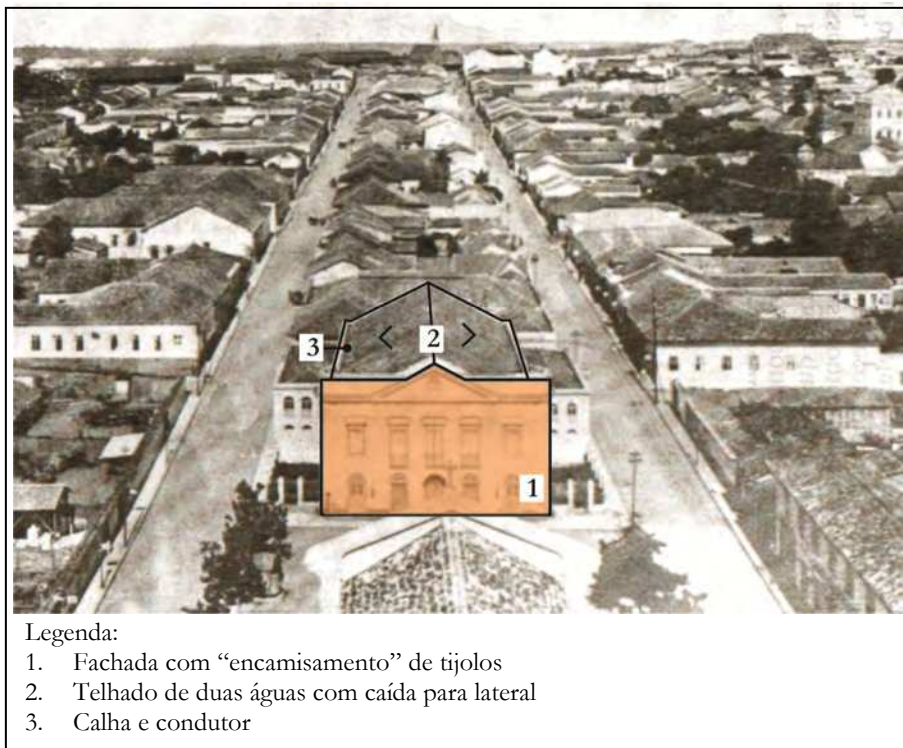 2
3
1
Legenda:
1. Fachada com “encamisamento” de tijolos
2. Telhado de duas águas com caída para lateral
3. Calha e condutor